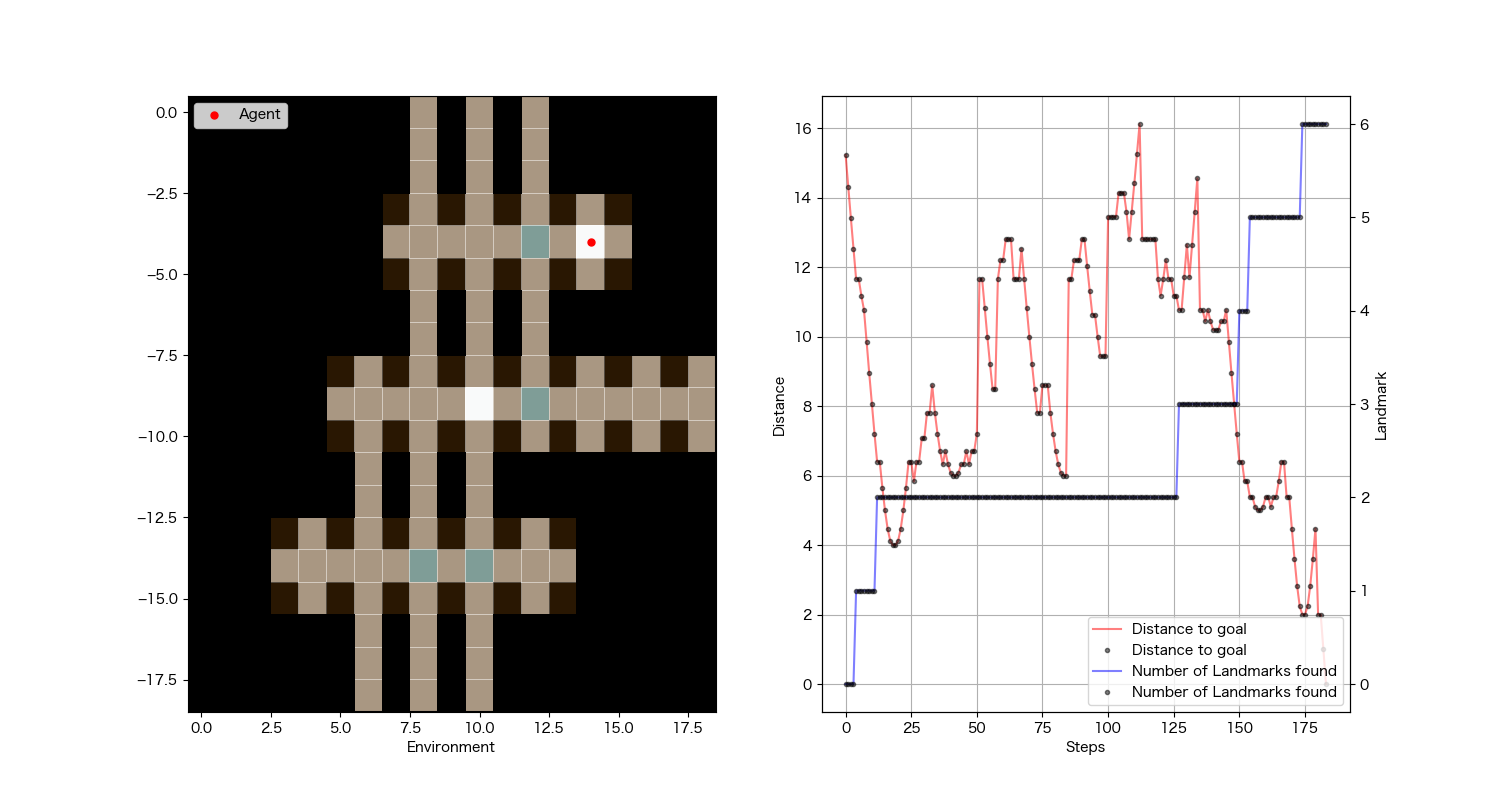 Agent
0.0
−2.5
−5.0
−7.5
−10.0
−12.5
−15.0
−17.5
0.0 2.5 5.0 7.5 10.0 12.5 15.0 17.5
Environment
16
14
12
10
8
6
4
2
0
Distance
0 25 50 75 100 125 150 175
Steps
6
5
4
3
2
1
0
Landmark
Distance to goal
Distance to goal
Number of Landmarks found
Number of Landmarks found